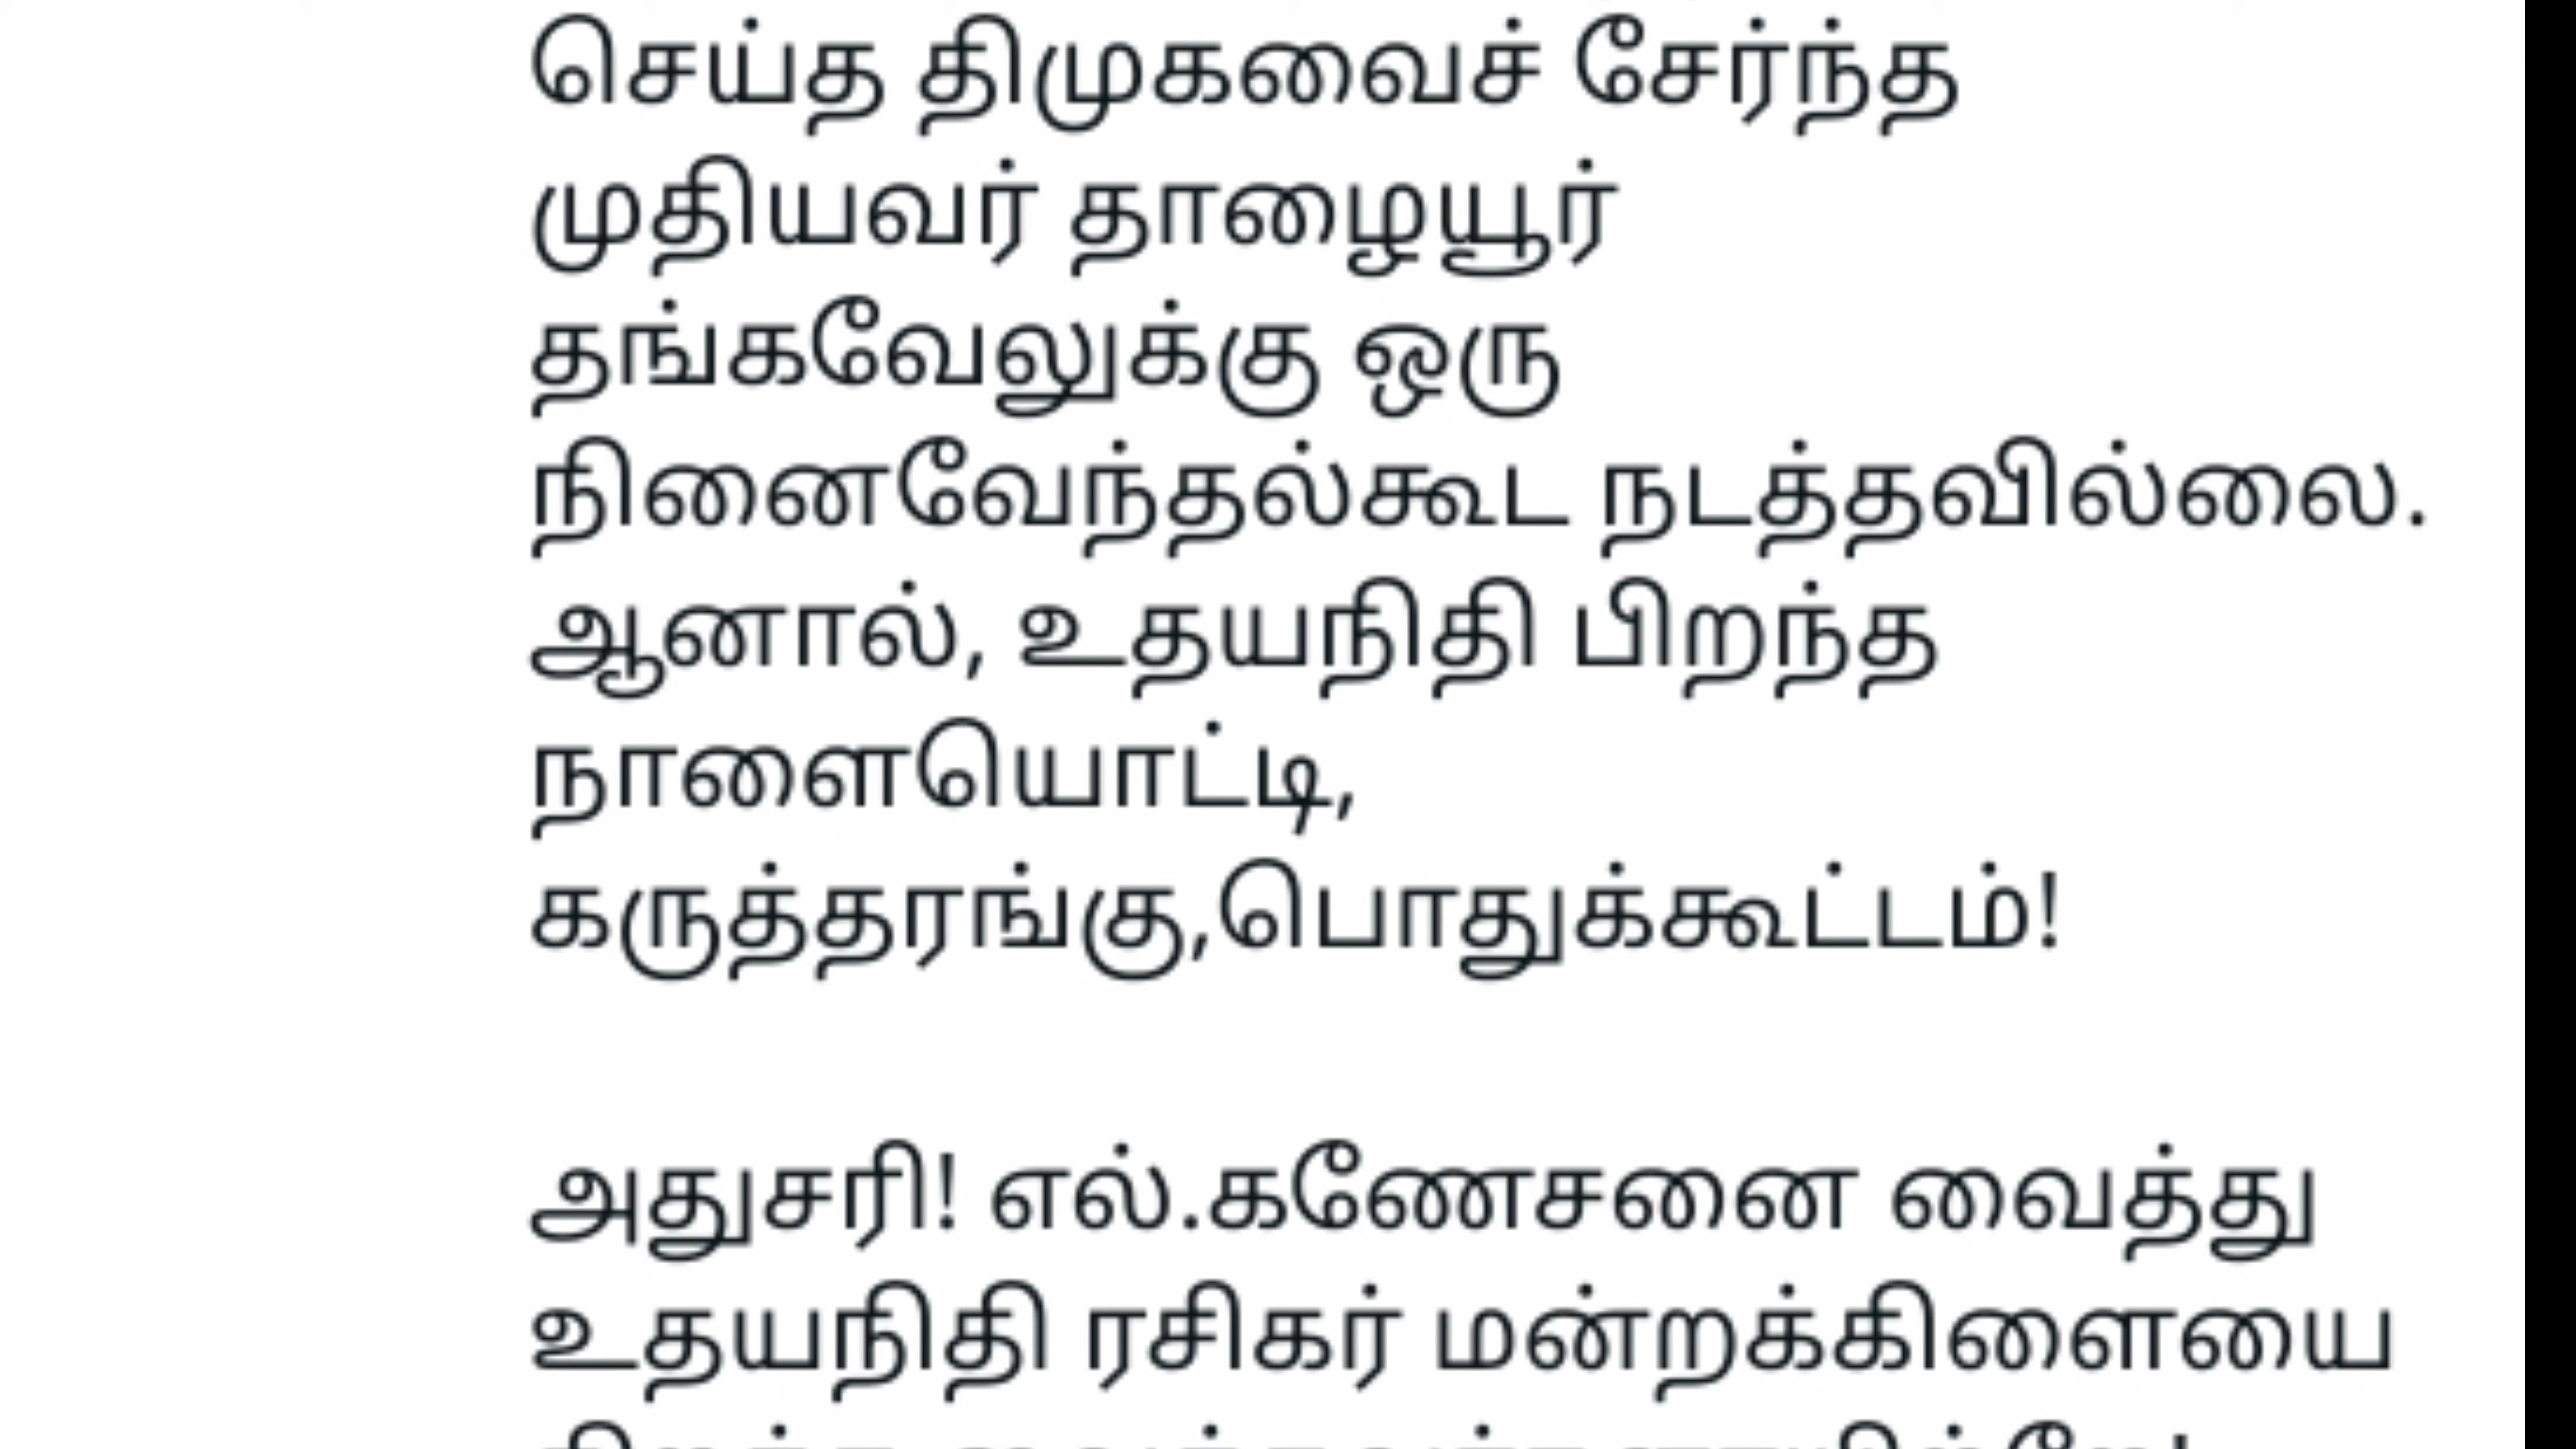 செய்த திமுகவைச் சேர்ந்த
முதியவர் தாழையூர்
தங்கவேலுக்கு ஒரு
நினைவேந்தல்கூட நடத்தவில்லை.
ஆனால், உதயநிதி பிறந்த
நாளையொட்டி,
கருத்தரங்கு,பொதுக்கூட்டம்!
அதுசரி! எல்.கணேசனை வைத்து
உதயநிதி ரசிகர் மன்றக்கிளையை